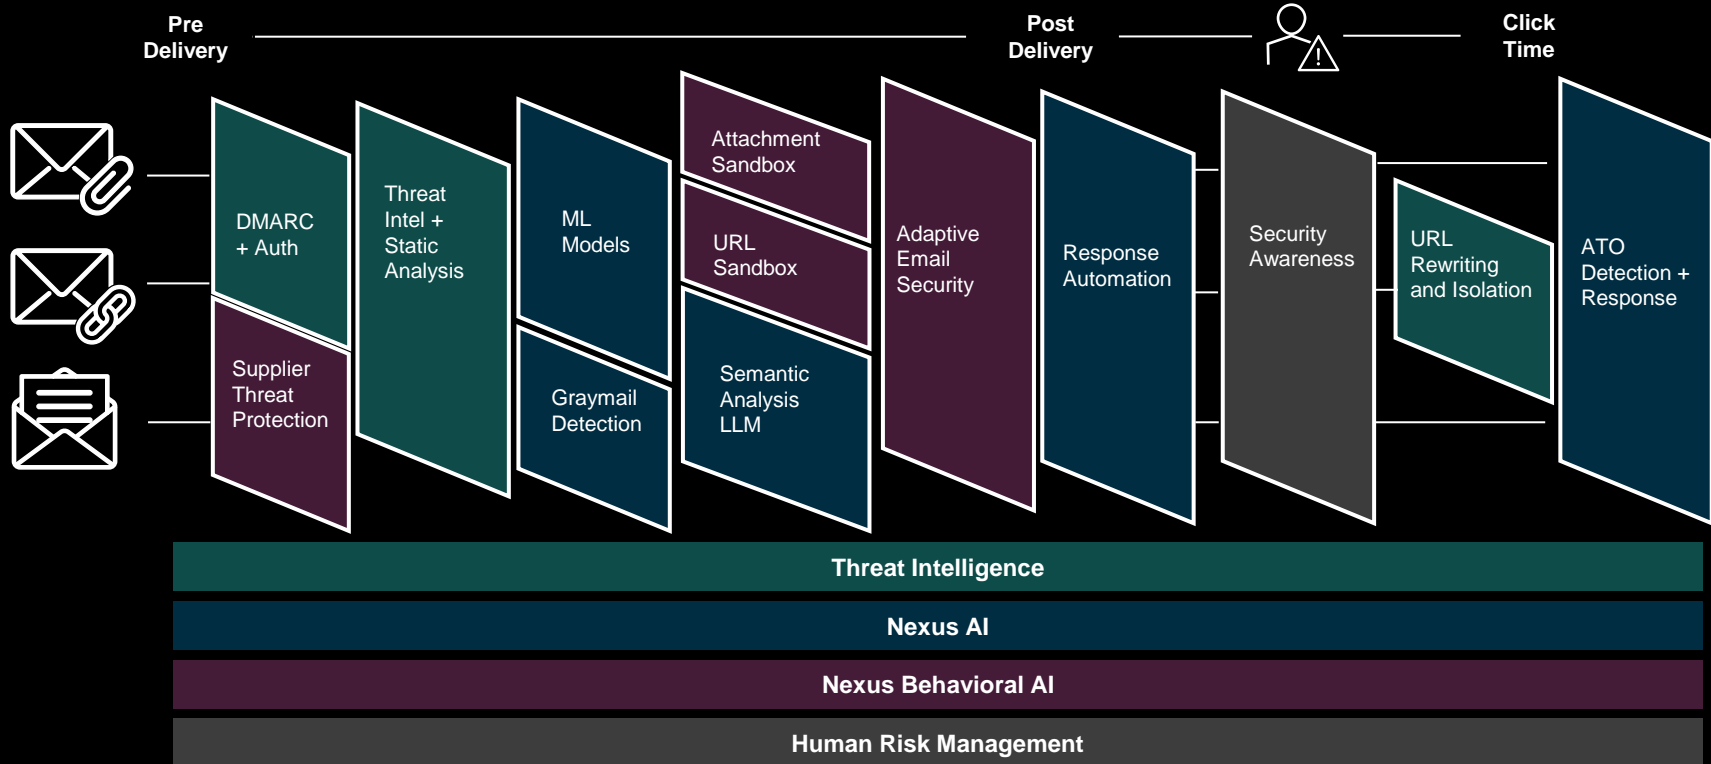 Pre
Delivery
Post
Delivery
Click
Time
DMARC
+ Auth
Supplier
Threat
Protection
Threat
Intel +
Static
Analysis
ML
Models
Graymail
Detection
Attachment
Sandbox
URL
Sandbox
Semantic
Analysis
LLM
Adaptive
Email
Security
Response
Automation
Security
Awareness
URL
Rewriting
and Isolation
ATO
Detection +
Response
Threat Intelligence
Nexus AI
Nexus Behavioral AI
Human Risk Management